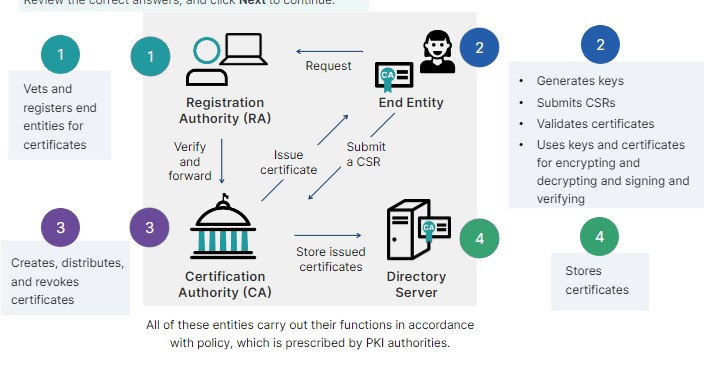 Review the correct answers, and click Next to continue.
1
Vets and
registers end
entities for
certificates
1
Registration
Authority (RA)
Request
CA
End Entity
2
2
• Generates keys
• Submits CSRs
• Validates certificates
• Uses keys and certificates
for encrypting and
decrypting and signing and
verifying
Verify
and
forward
Issue
certificate
Submit
a CSR
3
Creates, distributes,
and revokes
certificates
3
Certification
Authority (CA)
Store issued
certificates
CA
Directory
Server
4
4
Stores
certificates
All of these entities carry out their functions in accordance
with policy, which is prescribed by PKI authorities.